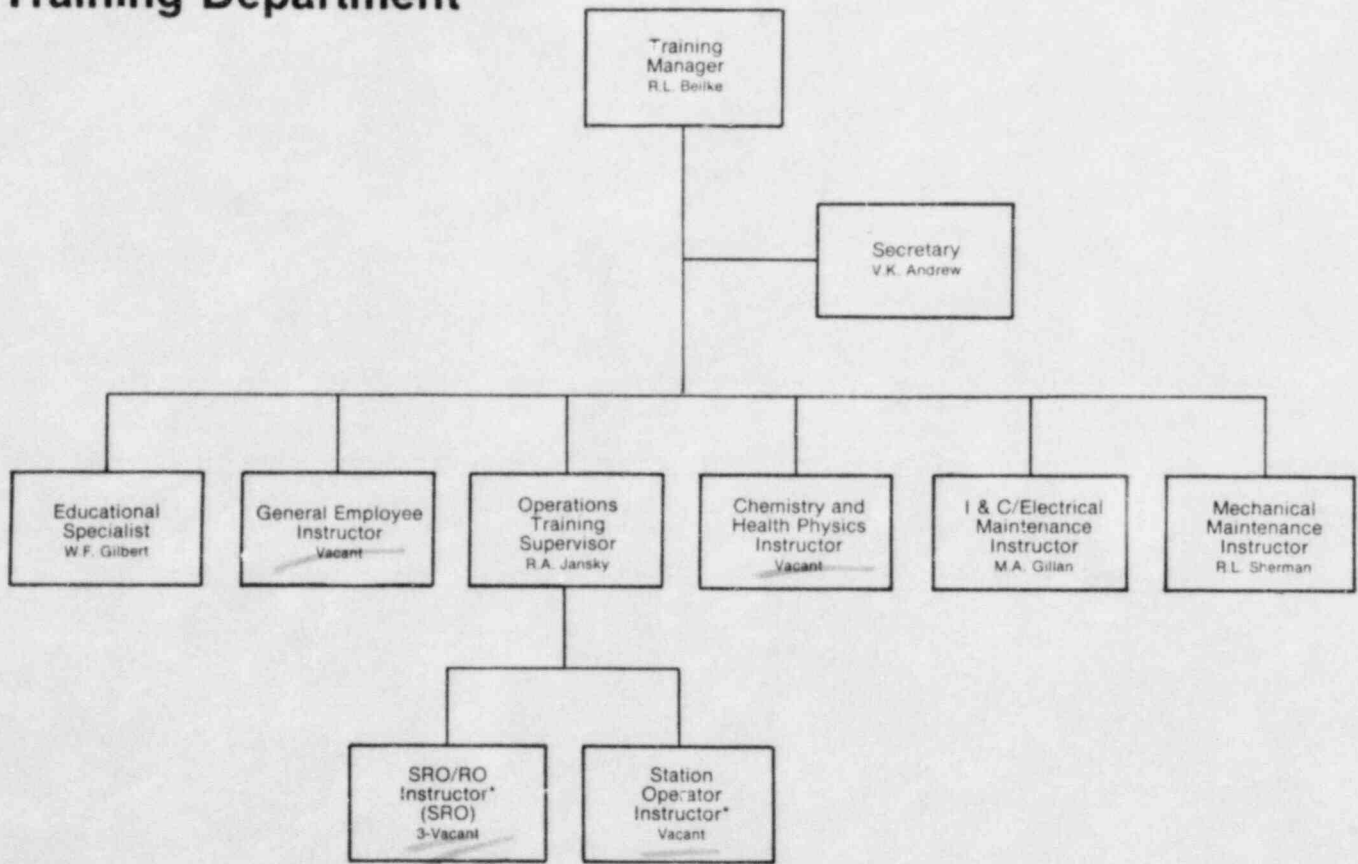 Training Department
Training
Manager
R.L. Beilke
Secretary
V.K. Andrew
Educational
Specialist
W.F. Gilbert
General Employee
Instructor
Vacant
Operations
Training
Supervisor
R.A. Jansky
Chemistry and
Health Physics
Instructor
Vacant
I & C/Electrical
Maintenance
Instructor
M.A. Gillan
Mechanical
Maintenance
Instructor
R.L. Sherman
SRO/RO
Instructor*
(SRO)
3-Vacant
Station
Operator
Instructor*
Vacant